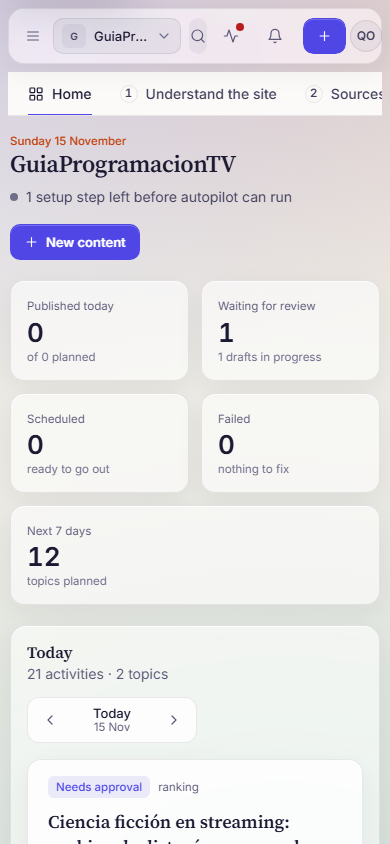 G GuiaPr... + QO
Home 1 Understand the site 2 Sources
Sunday 15 November
GuiaProgramacionTV
1 setup step left before autopilot can run
+ New content
Published today
0
of 0 planned
Waiting for review
1
1 drafts in progress
Scheduled
0
ready to go out
Failed
0
nothing to fix
Next 7 days
12
topics planned
Today
21 activities · 2 topics
Today
15 Nov
Needs approval ranking
Ciencia ficción en streaming: